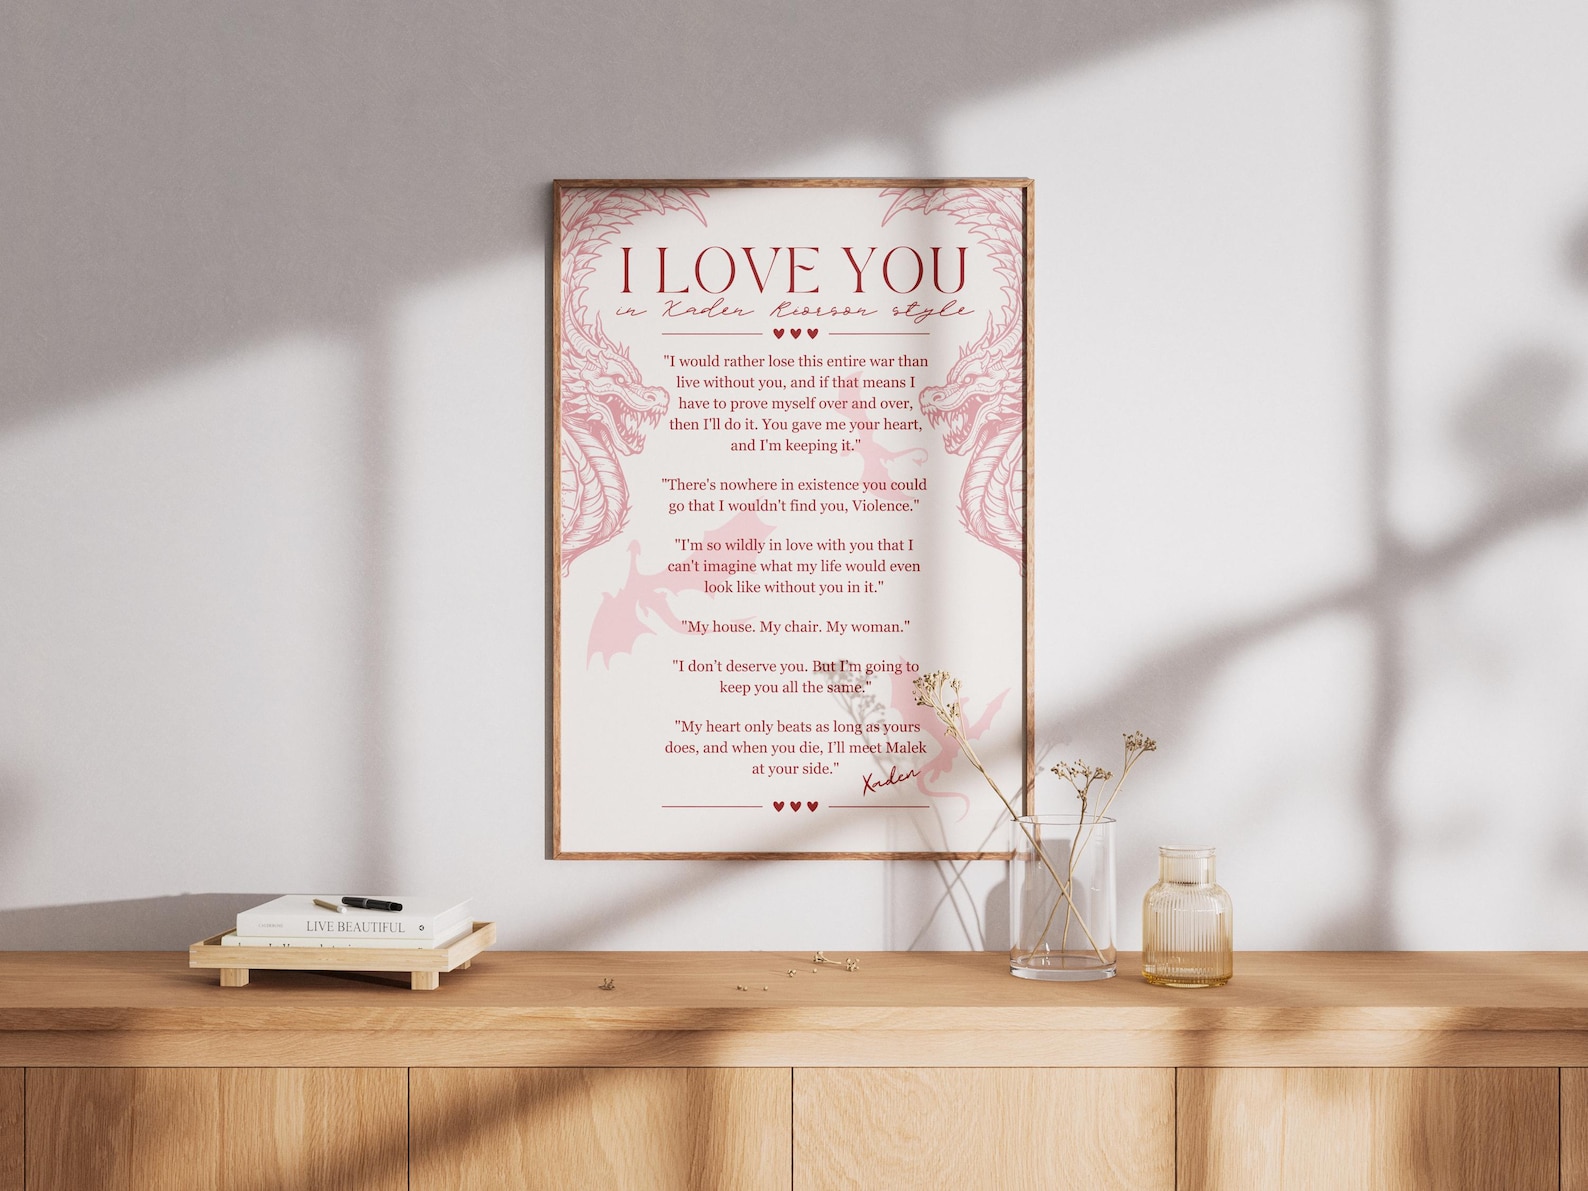 I LOVE YOU
in Xaden Riorson style
"I would rather lose this entire war than
live without you, and if that means I
have to prove myself over and over,
then I'll do it. You gave me your heart,
and I'm keeping it."
"There's nowhere in existence you could
go that I wouldn't find you, Violence."
"I'm so wildly in love with you that I
can't imagine what my life would even
look like without you in it."
"My house. My chair. My woman."
"I don’t deserve you. But I'm going to
keep you all the same."
"My heart only beats as long as yours
does, and when you die, I’ll meet Malek
at your side."
Xaden
LIVE BEAUTIFUL